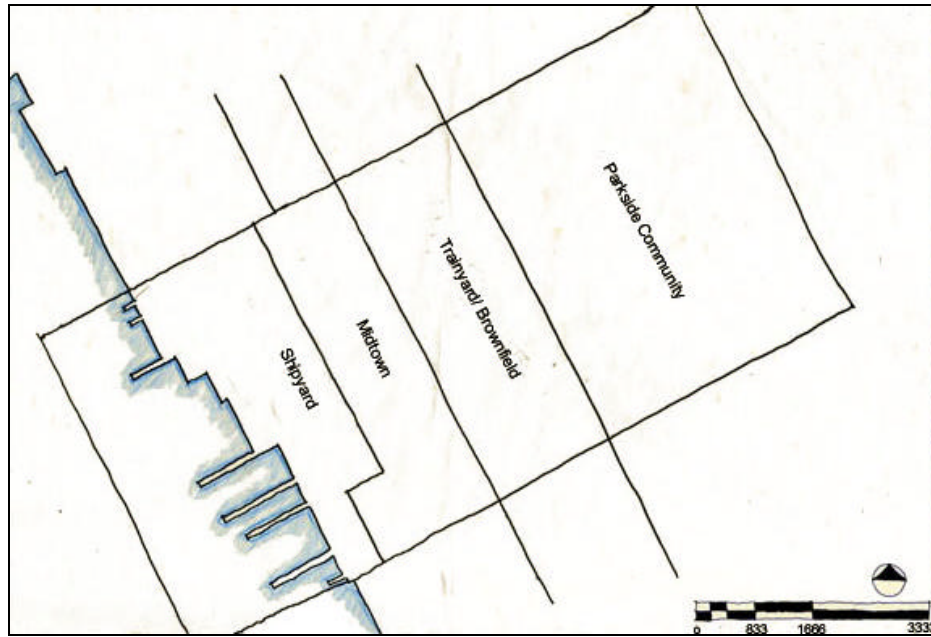 Parkside Community
Trainyard/ Brownfield
Midtown
Shipyard
0 833 1666 3333